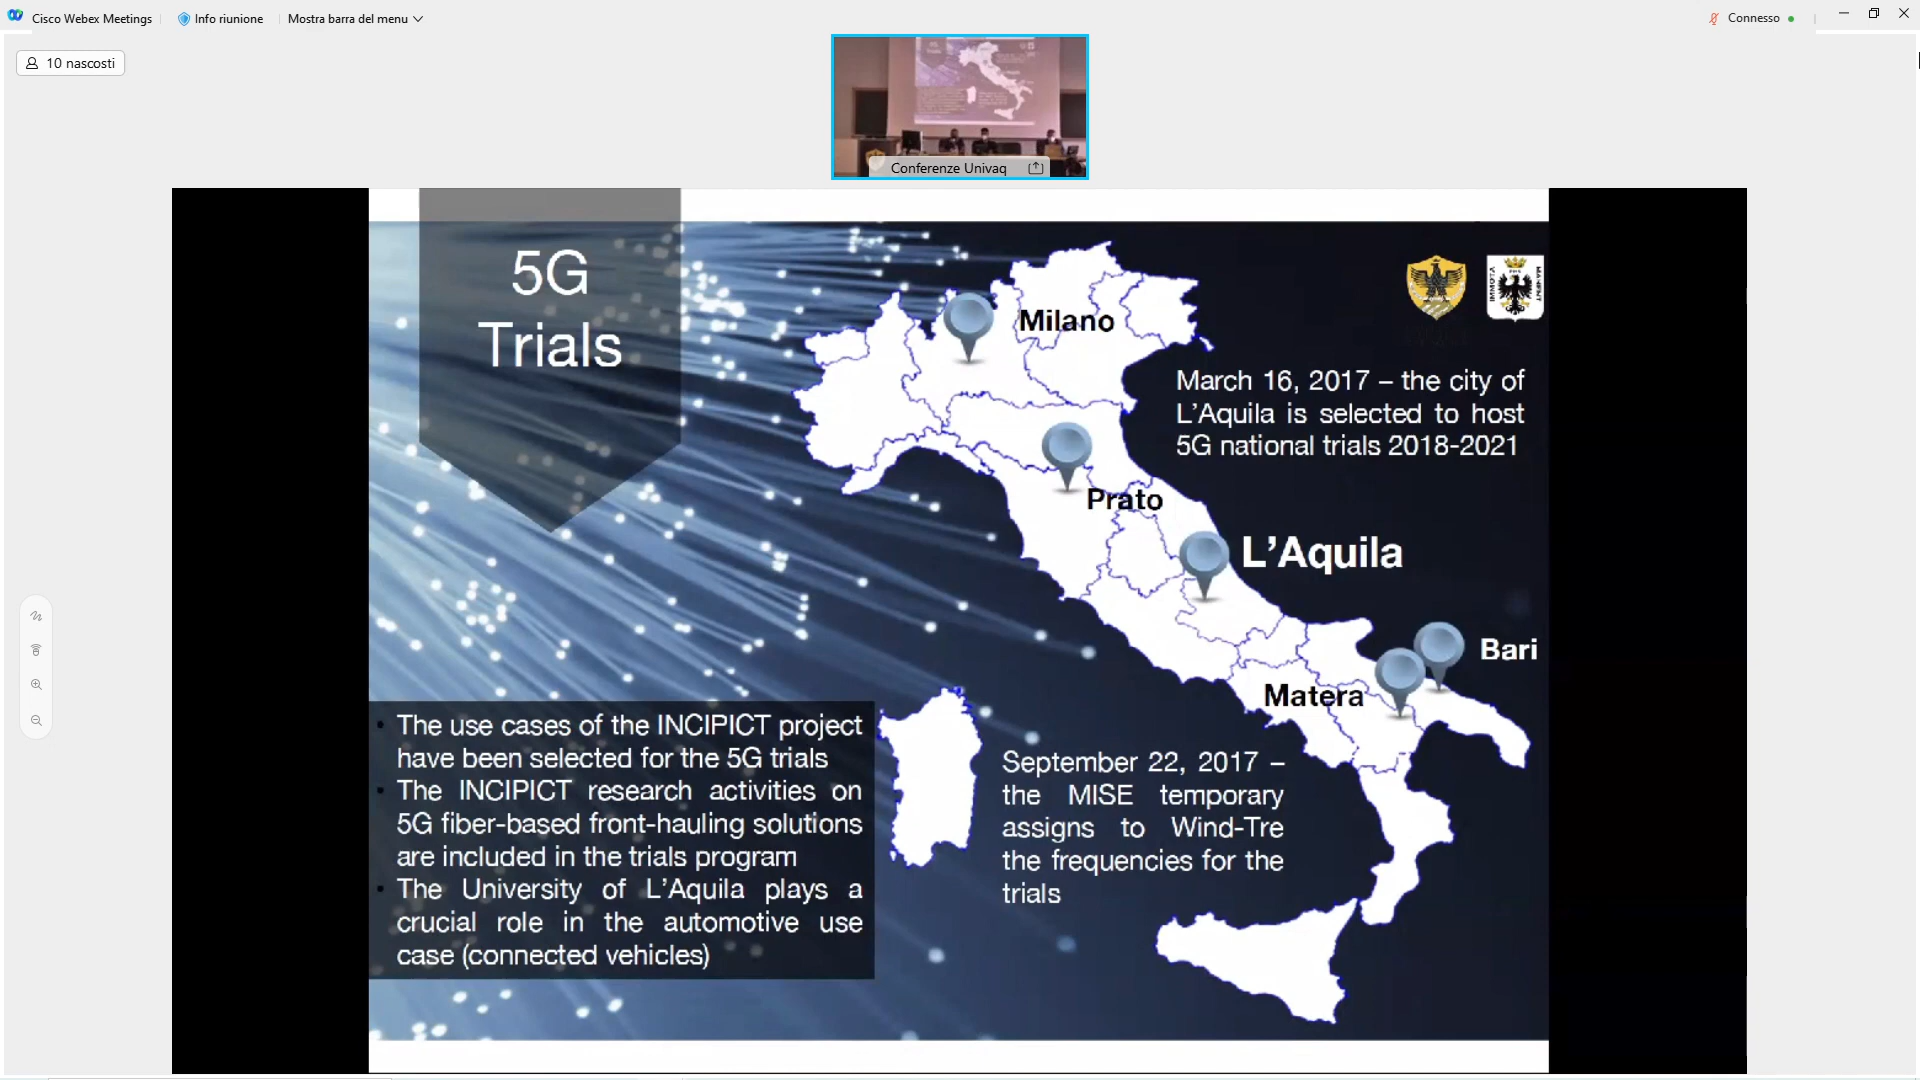 Cisco Webex Meetings
Info riunione
Mostra barra del menu
Connesso
10 nascosti
Conferenze Univaq
5G
Trials
Milano
March 16, 2017 – the city of
L'Aquila is selected to host
5G national trials 2018-2021
Prato
L'Aquila
Bari
Matera
• The use cases of the INCIPICT project
have been selected for the 5G trials
• The INCIPICT research activities on
5G fiber-based front-hauling solutions
are included in the trials program
• The University of L'Aquila plays a
crucial role in the automotive use
case (connected vehicles)
September 22, 2017 –
the MISE temporary
assigns to Wind-Tre
the frequencies for the
trials
IMMOTA